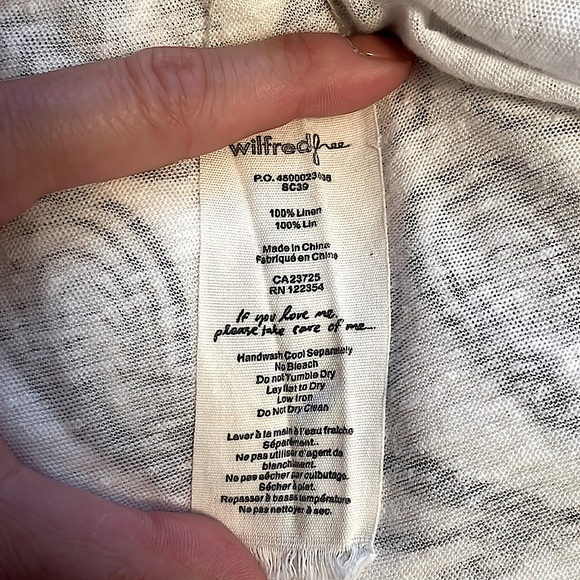 wilfredfree
P.O. 4500023036
SC39
100% Linen
100% Lin
Made in China
Fabriqué en Chine
CA23725
RN 122354
If you love me,
please take care of me...
Handwash Cool Separately
No Bleach
Do not Tumble Dry
Lay flat to Dry
Low Iron
Do Not Dry Clean
Laver à la main à l'eau fraîche
Séparément..
Ne pas utiliser d'agent de
blanchiment.
Ne pas sécher par culbutage.
Sécher à plat.
Repasser à basse température
Ne pas nettoyer à sec.